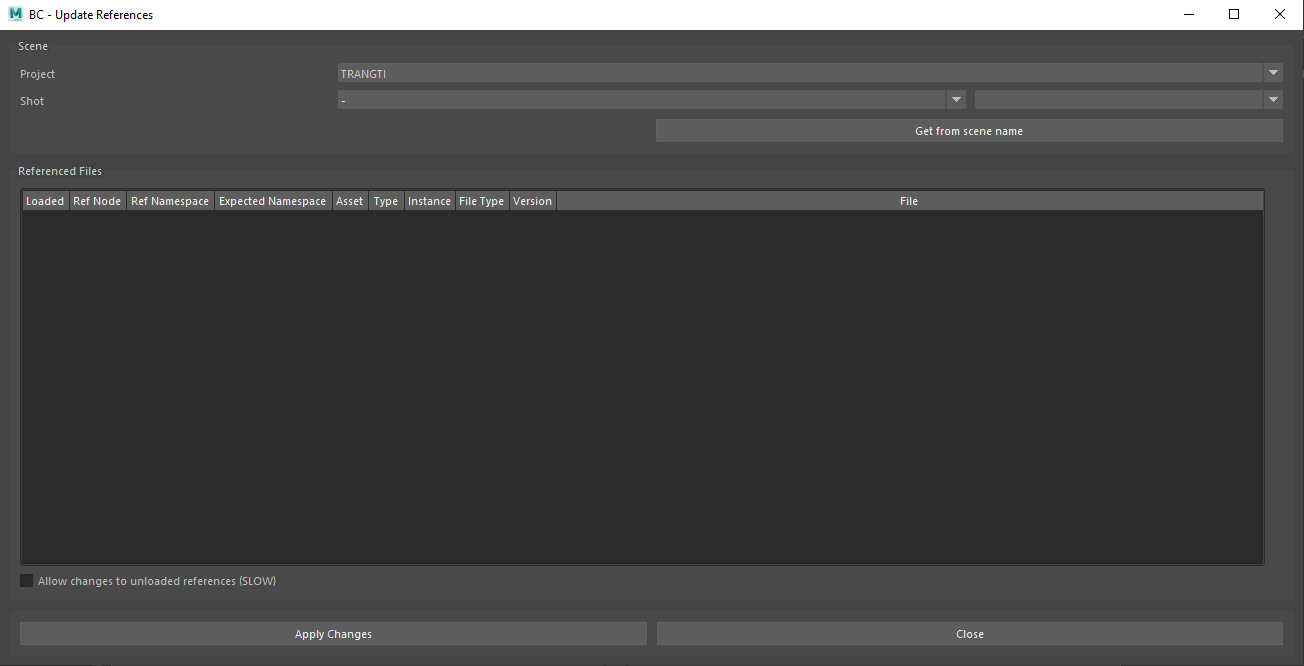 BC - Update References
Scene
Project TRANGTI
Shot -
Get from scene name
Referenced Files
Loaded Ref Node Ref Namespace Expected Namespace Asset Type Instance File Type Version File
Allow changes to unloaded references (SLOW)
Apply Changes Close